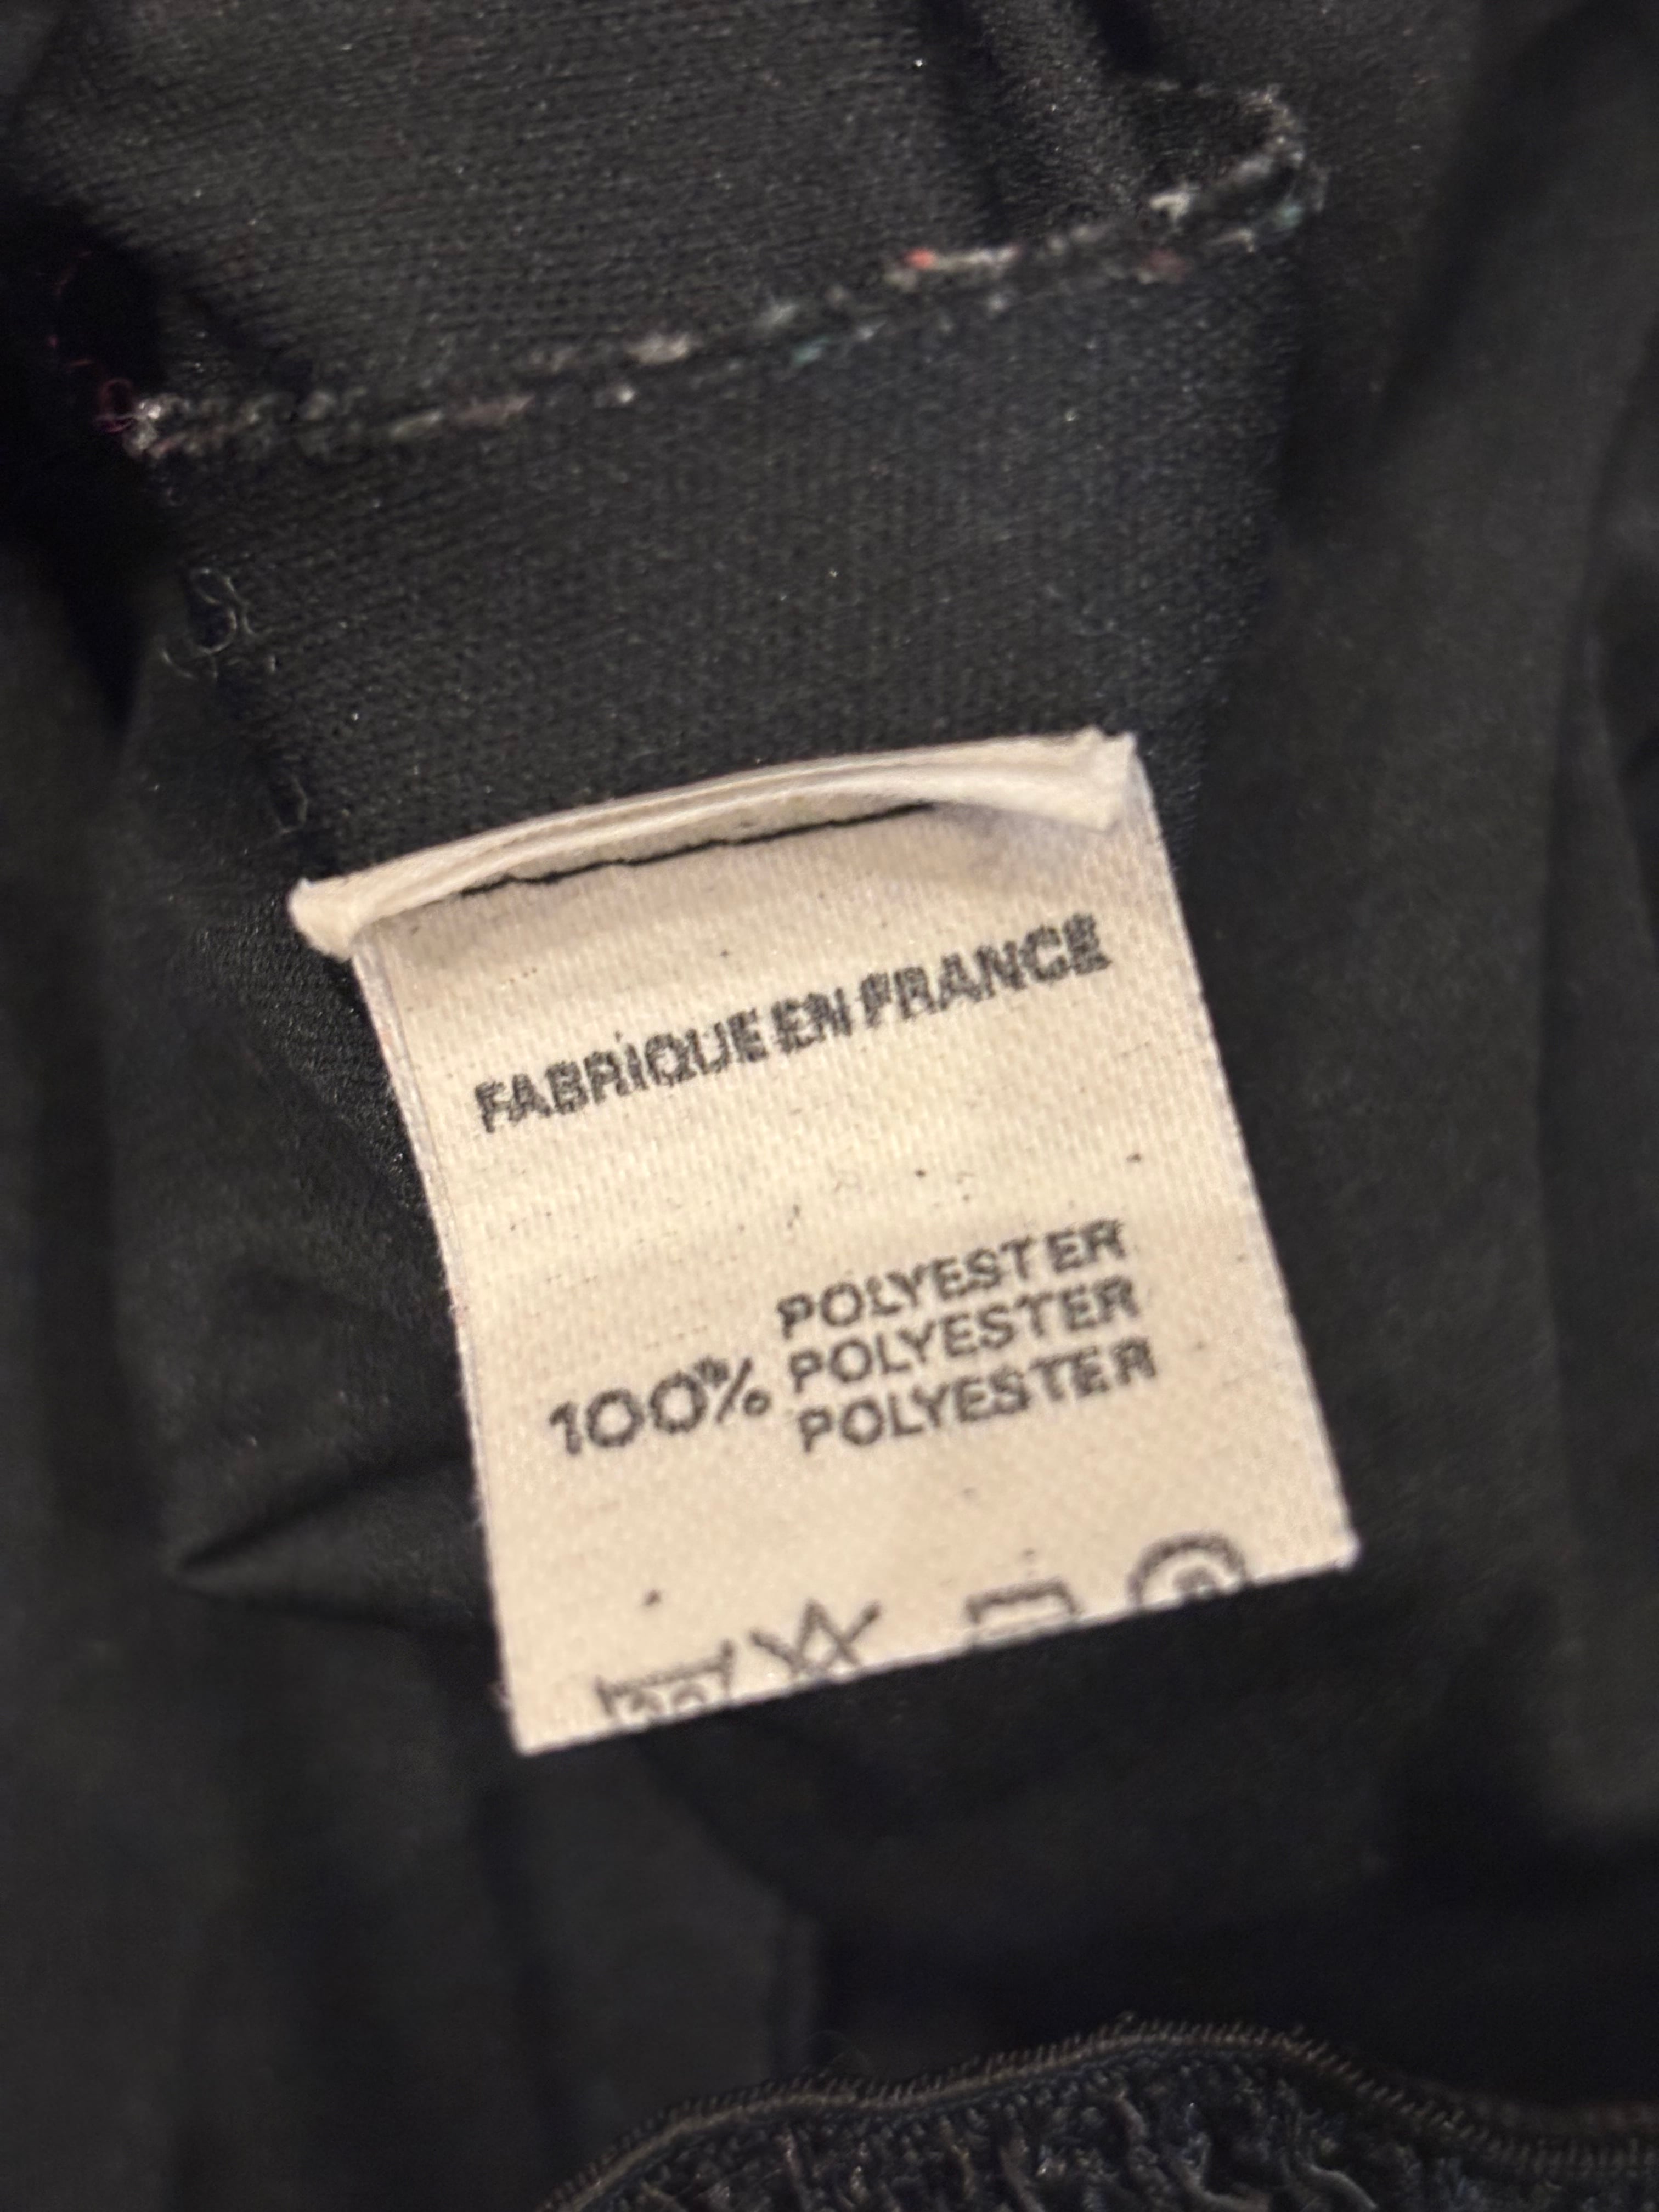 FABRIQUE EN FRANCE
POLYESTER
100% POLYESTER
POLYESTER